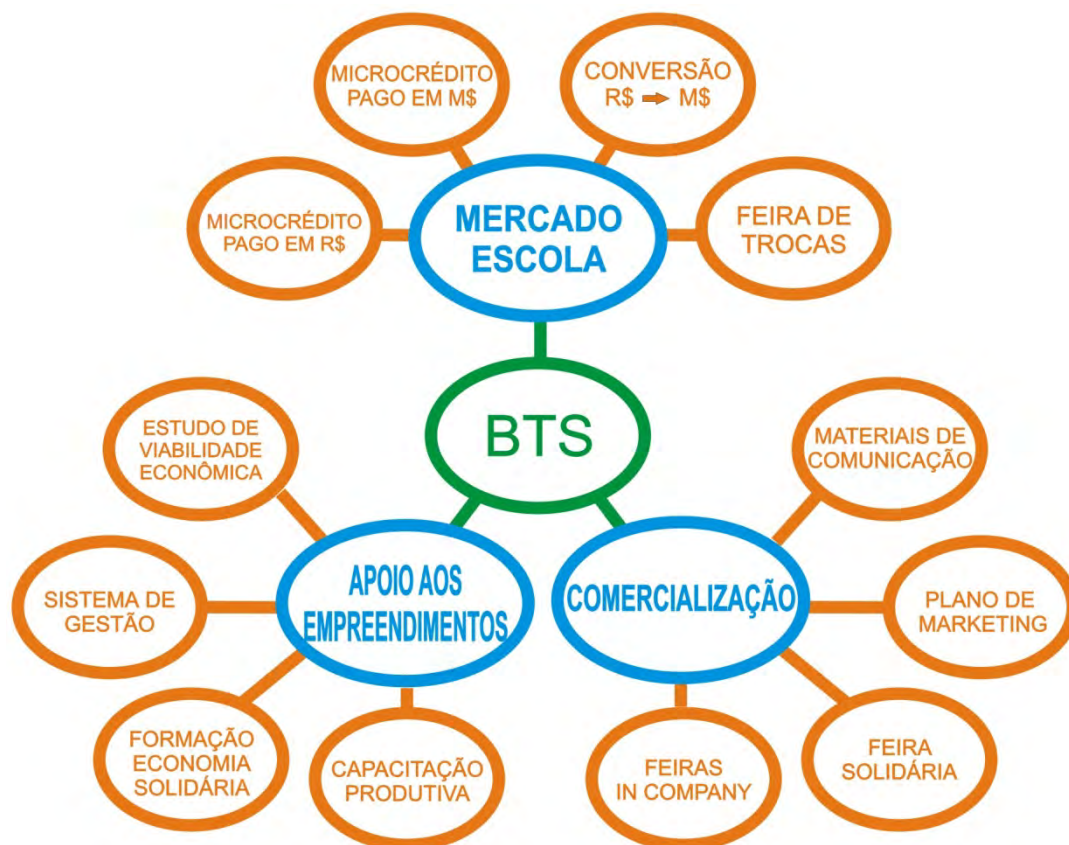 MICROCRÉDITO
PAGO EM M$
CONVERSÃO
R$ ➡ M$
MICROCRÉDITO
PAGO EM R$
MERCADO
ESCOLA
FEIRA DE
TROCAS
BTS
ESTUDO DE
VIABILIDADE
ECONÔMICA
MATERIAIS DE
COMUNICAÇÃO
SISTEMA DE
GESTÃO
APOIO AOS
EMPREENDIMENTOS
COMERCIALIZAÇÃO
PLANO DE
MARKETING
FORMAÇÃO
ECONOMIA
SOLIDÁRIA
CAPACITAÇÃO
PRODUTIVA
FEIRAS
IN COMPANY
FEIRA
SOLIDÁRIA